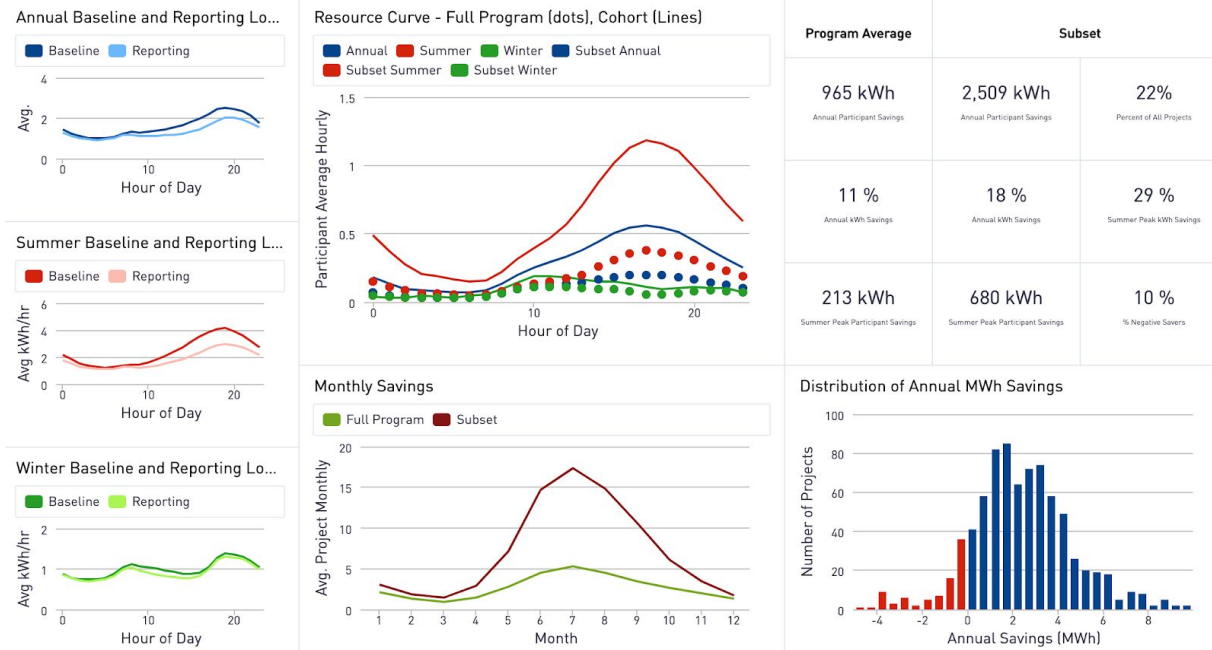 Annual Baseline and Reporting Lo...
Baseline Reporting
4
2
0
Avg.
0 10 20
Hour of Day
Summer Baseline and Reporting L...
Baseline Reporting
6
4
2
0
Avg kWh/hr
0 10 20
Hour of Day
Winter Baseline and Reporting Lo...
Baseline Reporting
2
1
0
Avg kWh/hr
0 10 20
Hour of Day
Resource Curve - Full Program (dots), Cohort (Lines)
Annual Summer Winter Subset Annual
Subset Summer Subset Winter
1.5
1
0.5
0
Participant Average Hourly
0 10 20
Hour of Day
Monthly Savings
Full Program Subset
20
15
10
5
0
Avg. Project Monthly
1 2 3 4 5 6 7 8 9 10 11 12
Month
Program Average Subset
965 kWh 2,509 kWh 22%
Annual Participant Savings Annual Participant Savings Percent of All Projects
11 % 18 % 29 %
Annual kWh Savings Annual kWh Savings Summer Peak kWh Savings
213 kWh 680 kWh 10 %
Summer Peak Participant Savings Summer Peak Participant Savings % Negative Savers
Distribution of Annual MWh Savings
100
80
60
40
20
0
Number of Projects
-4 -2 0 2 4 6 8
Annual Savings (MWh)